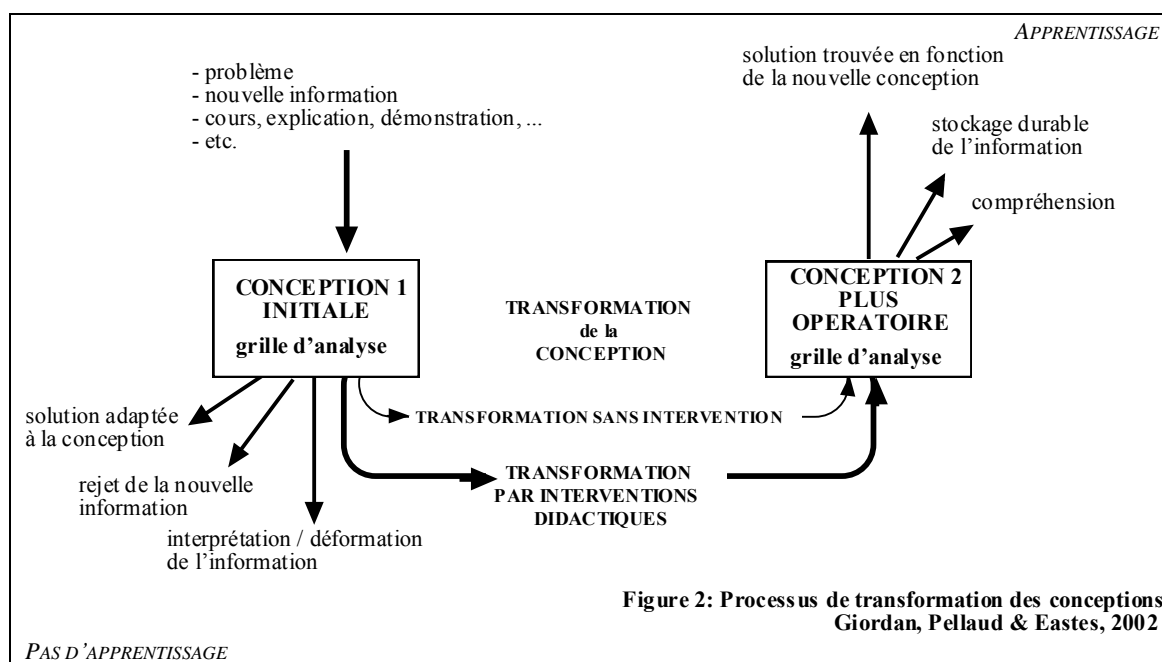 APPRENTISSAGE
- problème
- nouvelle information
- cours, explication, démonstration, ...
- etc.
solution trouvée en fonction
de la nouvelle conception
stockage durable
de l'information
compréhension
CONCEPTION 1
INITIALE
grille d'analyse
TRANSFORMATION
de la
CONCEPTION
CONCEPTION 2
PLUS
OPERATOIRE
grille d'analyse
solution adaptée
à la conception
TRANSFORMATION SANS INTERVENTION
rejet de la nouvelle
information
TRANSFORMATION
PAR INTERVENTIONS
DIDACTIQUES
interprétation / déformation
de l'information
Figure 2: Processus de transformation des conceptions
Giordan, Pellaud & Eastes, 2002
PAS D'APPRENTISSAGE